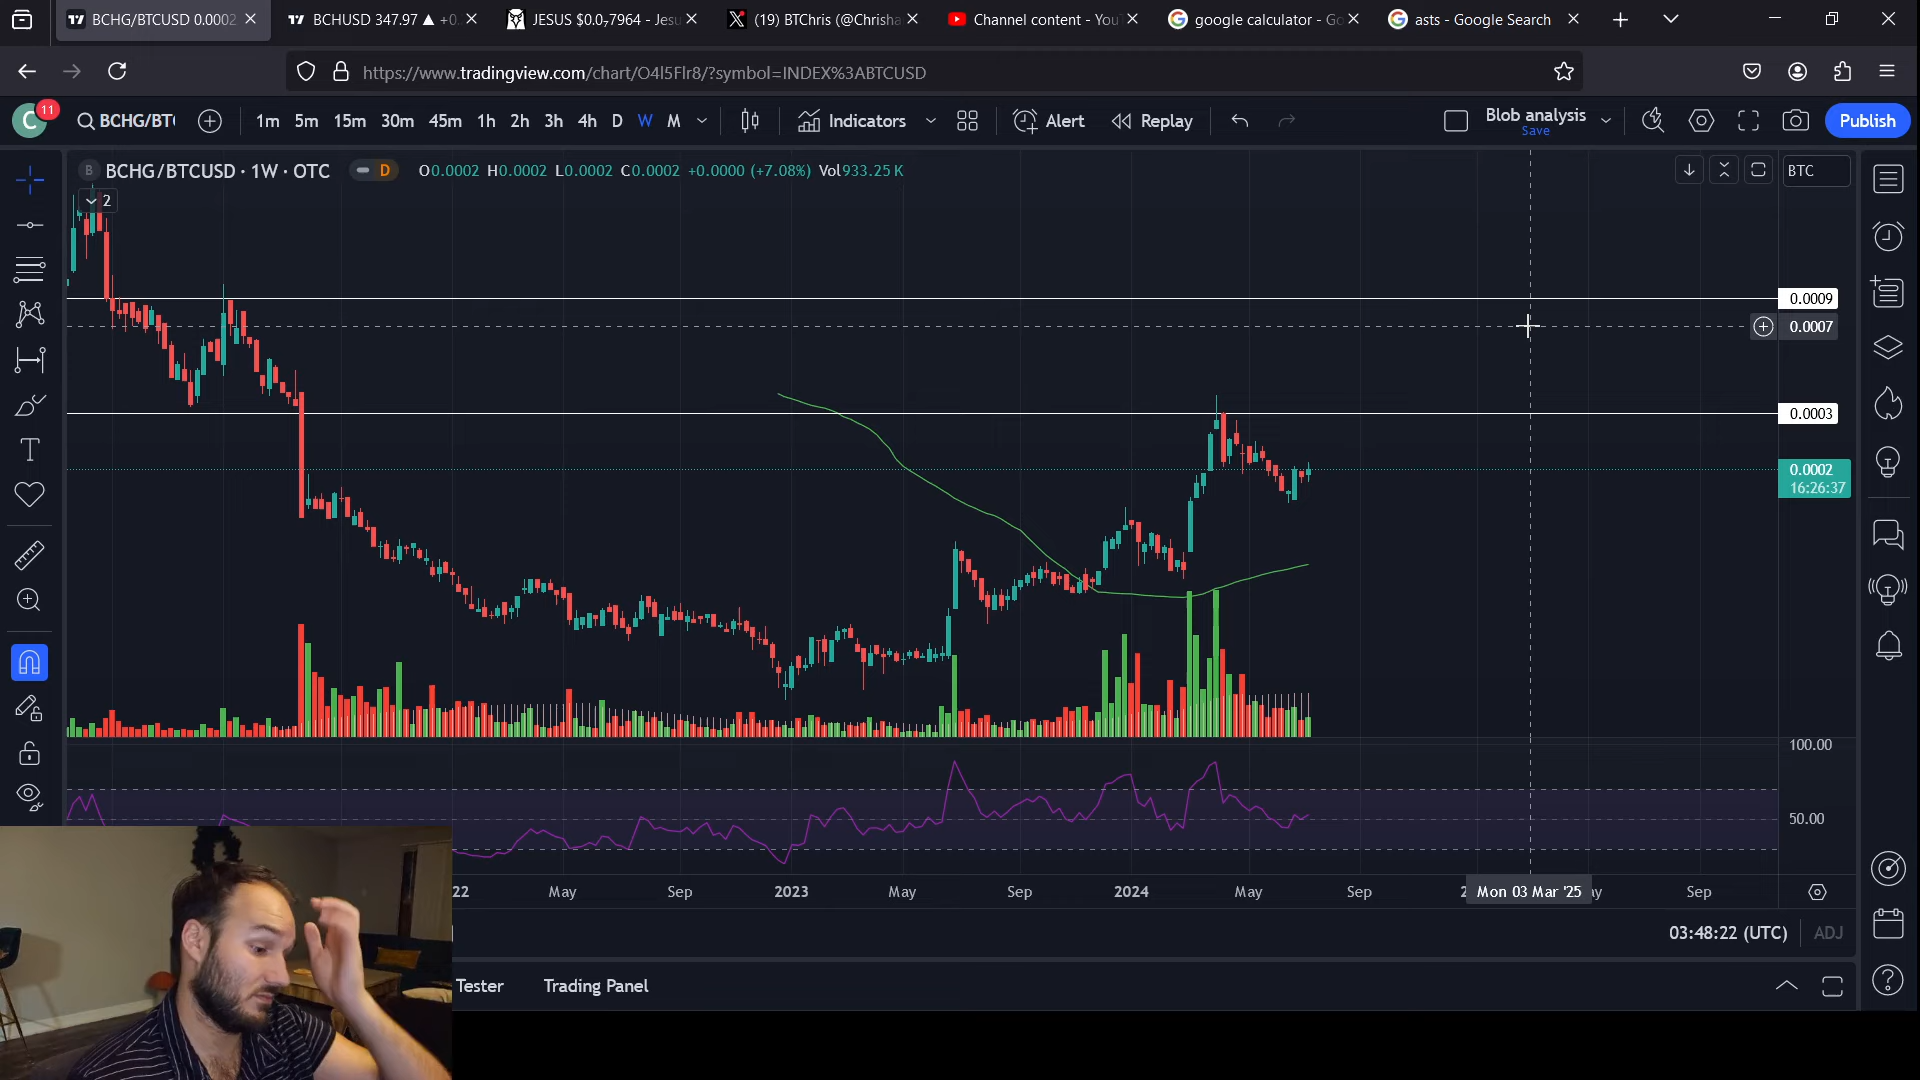 BCHG/BTCUSD 0.0002
BCHUSD 347.97 ▲ +0.
JESUS $0.0₇7964 - Jesu
(19) BTChris (@Chrisha
Channel content - YouT
google calculator - Go
asts - Google Search
https://www.tradingview.com/chart/O4l5Flr8/?symbol=INDEX%3ABTCUSD
C
11
BCHG/BT
1m 5m 15m 30m 45m 1h 2h 3h 4h D W M
Indicators
Alert
Replay
Blob analysis
Save
Publish
B
BCHG/BTCUSD · 1W · OTC
D
O0.0002 H0.0002 L0.0002 C0.0002 +0.0000 (+7.08%) Vol933.25 K
BTC
2
0.0009
0.0007
0.0003
0.0002
16:26:37
100.00
50.00
22 May Sep 2023 May Sep 2024 May Sep Mon 03 Mar '25 Sep
03:48:22 (UTC)
ADJ
Tester
Trading Panel